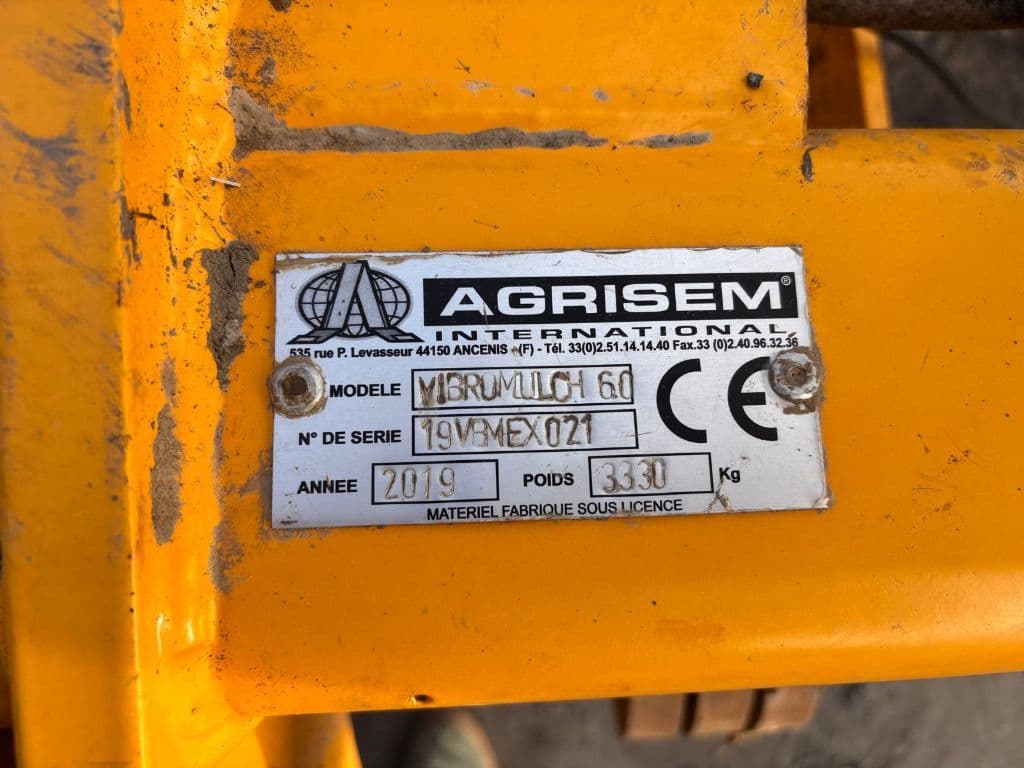 AGRISEM®
INTERNATIONAL
535 rue P. Levasseur 44150 ANCENIS (F) - Tél. 33(0)2.51.14.14.40 Fax.33 (0)2.40.96.32.36
MODELE VIBROMULCH 6.0
N° DE SERIE 19VBMEX021
CE
ANNEE 2019 POIDS 3330 Kg
MATERIEL FABRIQUE SOUS LICENCE